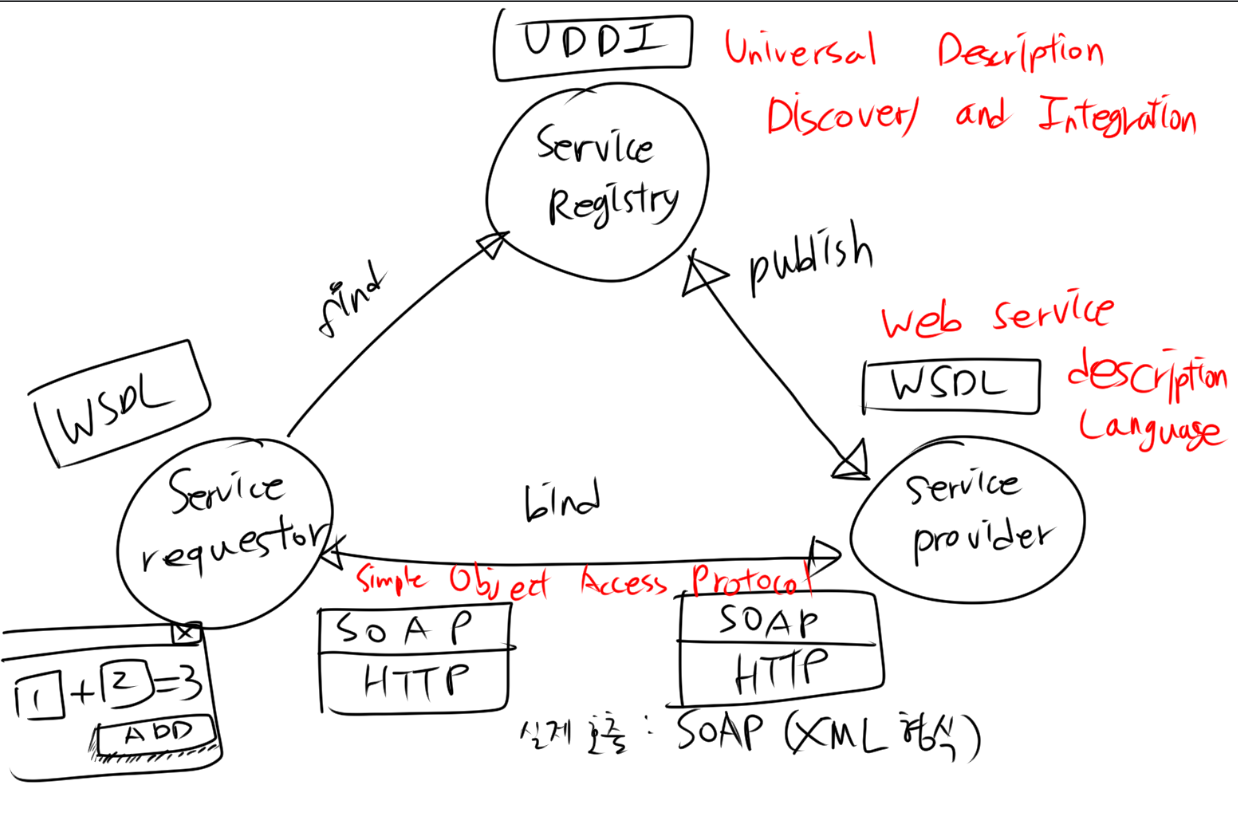 UDDI
Universal Description
Discovery and Integration
Service
Registry
find
publish
Web service
WSDL
description
Language
WSDL
Service
requestor
bind
service
provider
Simple Object Access Protocol
SOAP
HTTP
SOAP
HTTP
X
1 + 2 = 3
ADD
실제 호출 : SOAP (XML 형식)